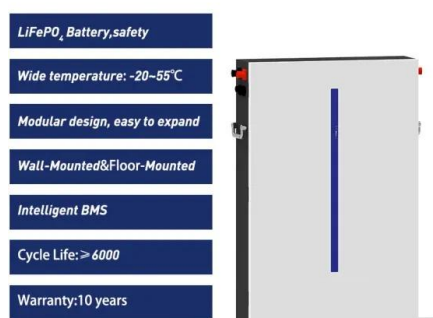 LiFePO₄ Battery,safety
Wide temperature: -20~55℃
Modular design, easy to expand
Wall-Mounted&Floor-Mounted
Intelligent BMS
Cycle Life:≥6000
Warranty:10 years